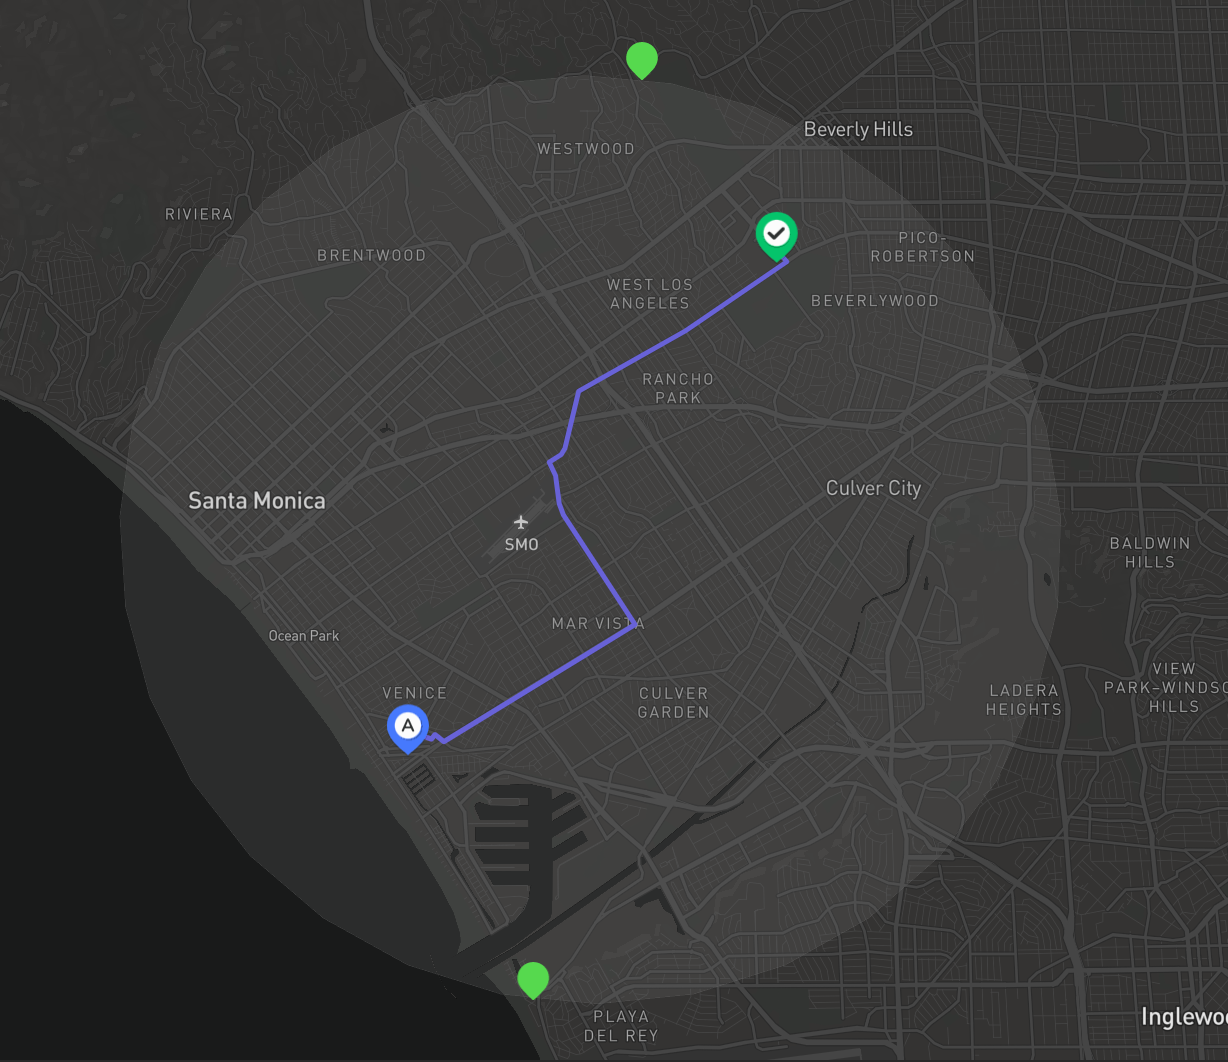 Beverly Hills
WESTWOOD
RIVIERA
BRENTWOOD
PICO-
ROBERTSON
WEST LOS
ANGELES
BEVERLYWOOD
RANCHO
PARK
Santa Monica
Culver City
SMO
BALDWIN
HILLS
MAR VISTA
Ocean Park
VENICE
CULVER
GARDEN
LADERA
HEIGHTS
VIEW
PARK–WINDSO
HILLS
A
PLAYA
DEL REY
Inglewoo